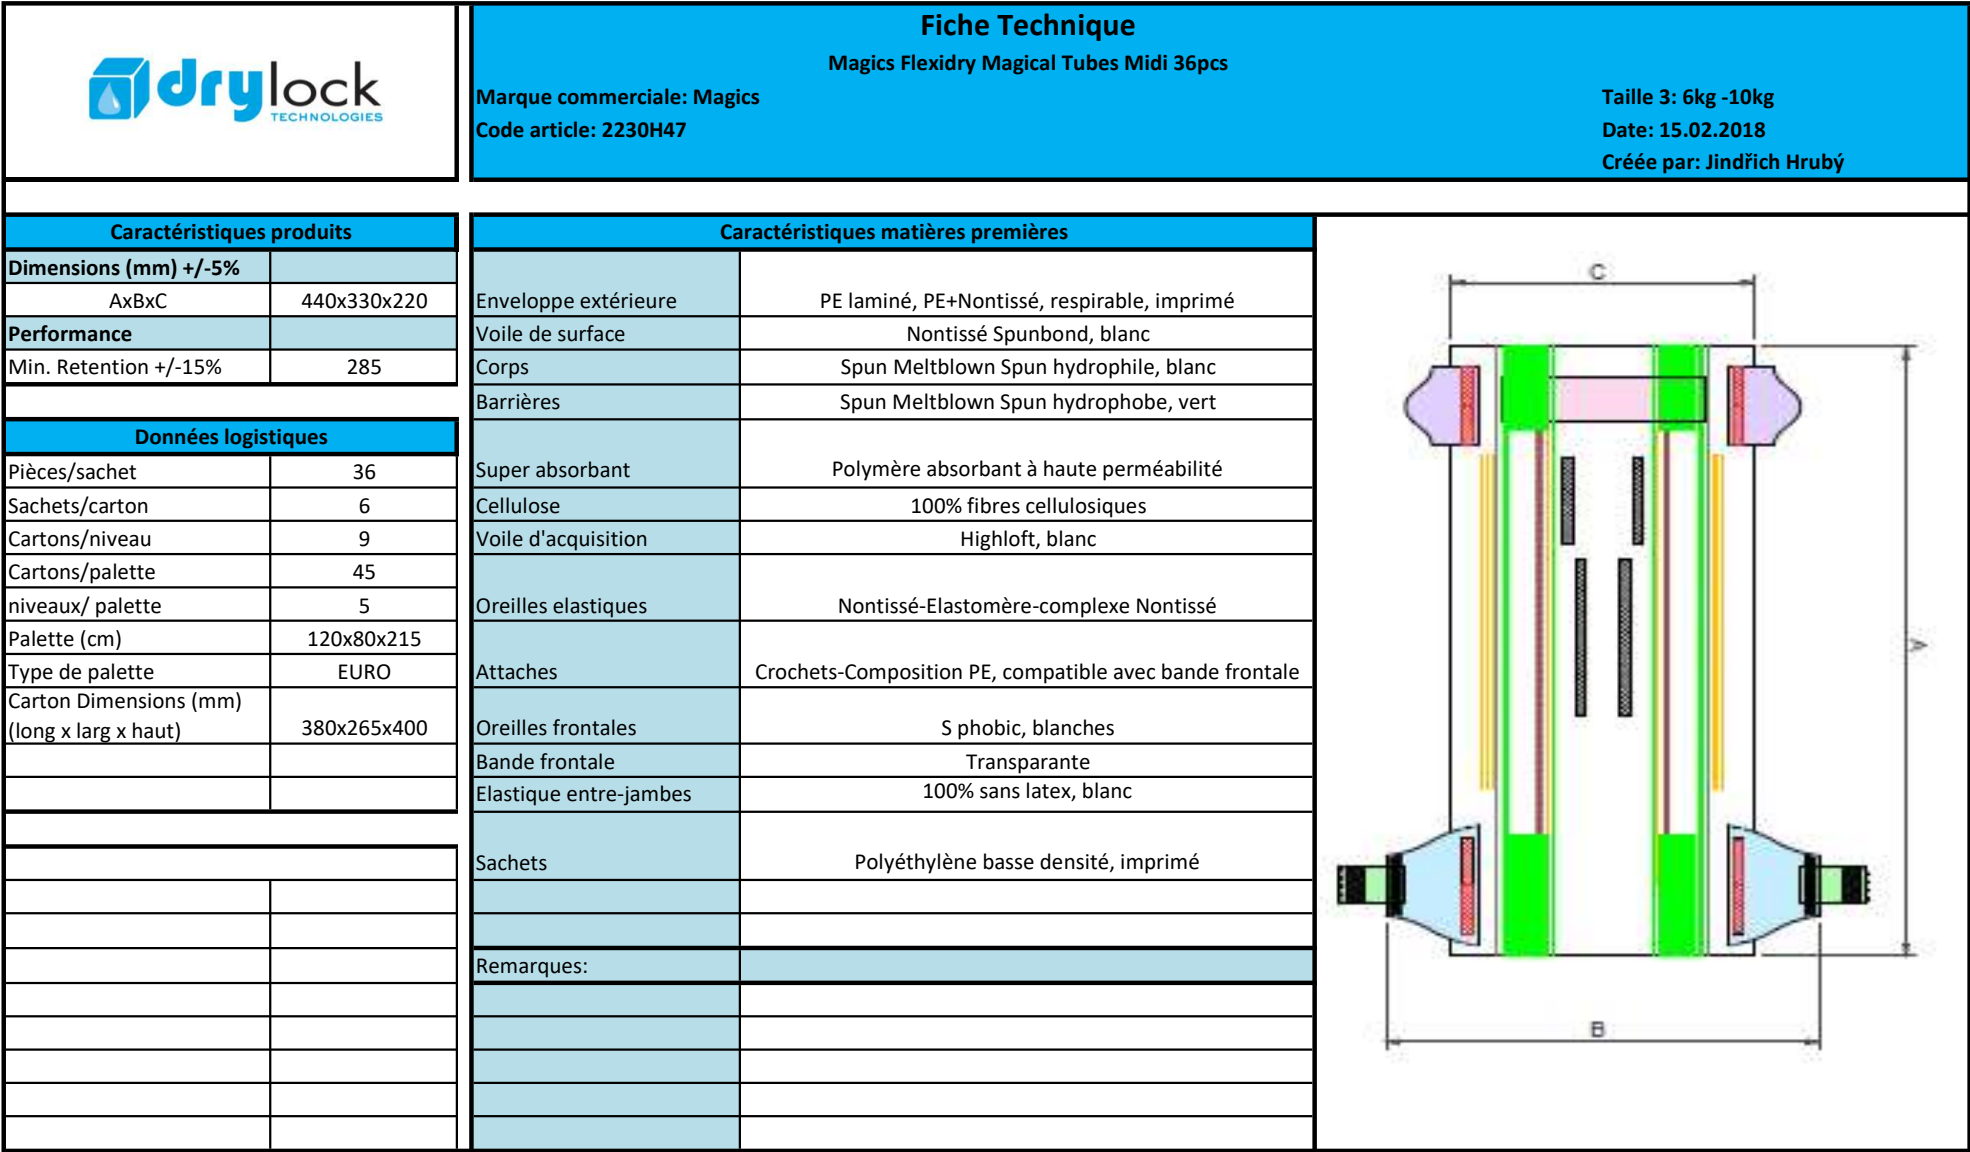 drylock
TECHNOLOGIES
Fiche Technique
Magics Flexidry Magical Tubes Midi 36pcs
Marque commerciale: Magics
Taille 3: 6kg -10kg
Code article: 2230H47
Date: 15.02.2018
Créée par: Jindřich Hrubý
Caractéristiques produits
Dimensions (mm) +/-5%
AxBxC 440x330x220
Performance
Min. Retention +/-15% 285
Données logistiques
Pièces/sachet 36
Sachets/carton 6
Cartons/niveau 9
Cartons/palette 45
niveaux/ palette 5
Palette (cm) 120x80x215
Type de palette EURO
Carton Dimensions (mm)
(long x larg x haut) 380x265x400
Caractéristiques matières premières
Enveloppe extérieure PE laminé, PE+Nontissé, respirable, imprimé
Voile de surface Nontissé Spunbond, blanc
Corps Spun Meltblown Spun hydrophile, blanc
Barrières Spun Meltblown Spun hydrophobe, vert
Super absorbant Polymère absorbant à haute perméabilité
Cellulose 100% fibres cellulosiques
Voile d'acquisition Highloft, blanc
Oreilles elastiques Nontissé-Elastomère-complexe Nontissé
Attaches Crochets-Composition PE, compatible avec bande frontale
Oreilles frontales S phobic, blanches
Bande frontale Transparante
Elastique entre-jambes 100% sans latex, blanc
Sachets Polyéthylène basse densité, imprimé
Remarques:
C
A
B